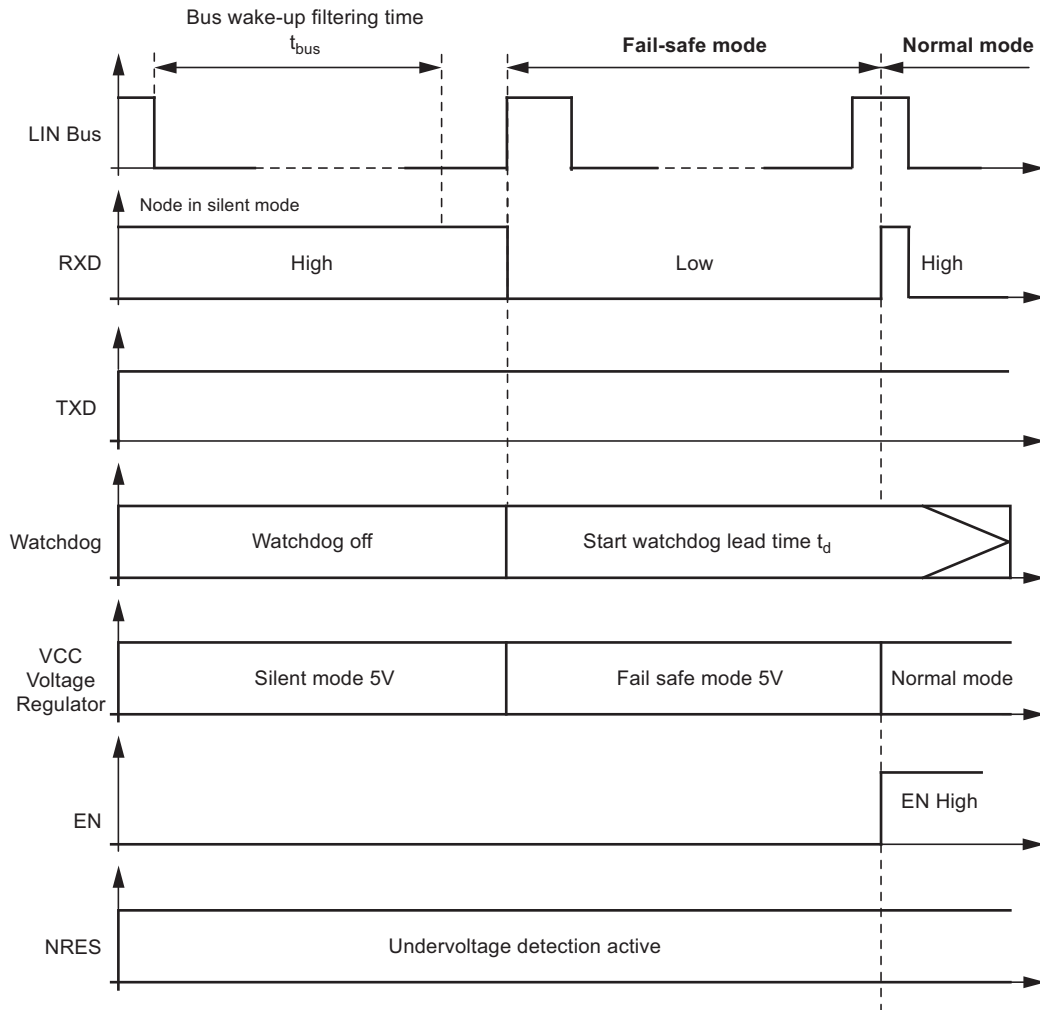 Bus wake-up filtering time
tbus
Fail-safe mode
Normal mode
LIN Bus
Node in silent mode
RXD
High
Low
High
TXD
Watchdog
Watchdog off
Start watchdog lead time td
VCC
Voltage
Regulator
Silent mode 5V
Fail safe mode 5V
Normal mode
EN
EN High
NRES
Undervoltage detection active